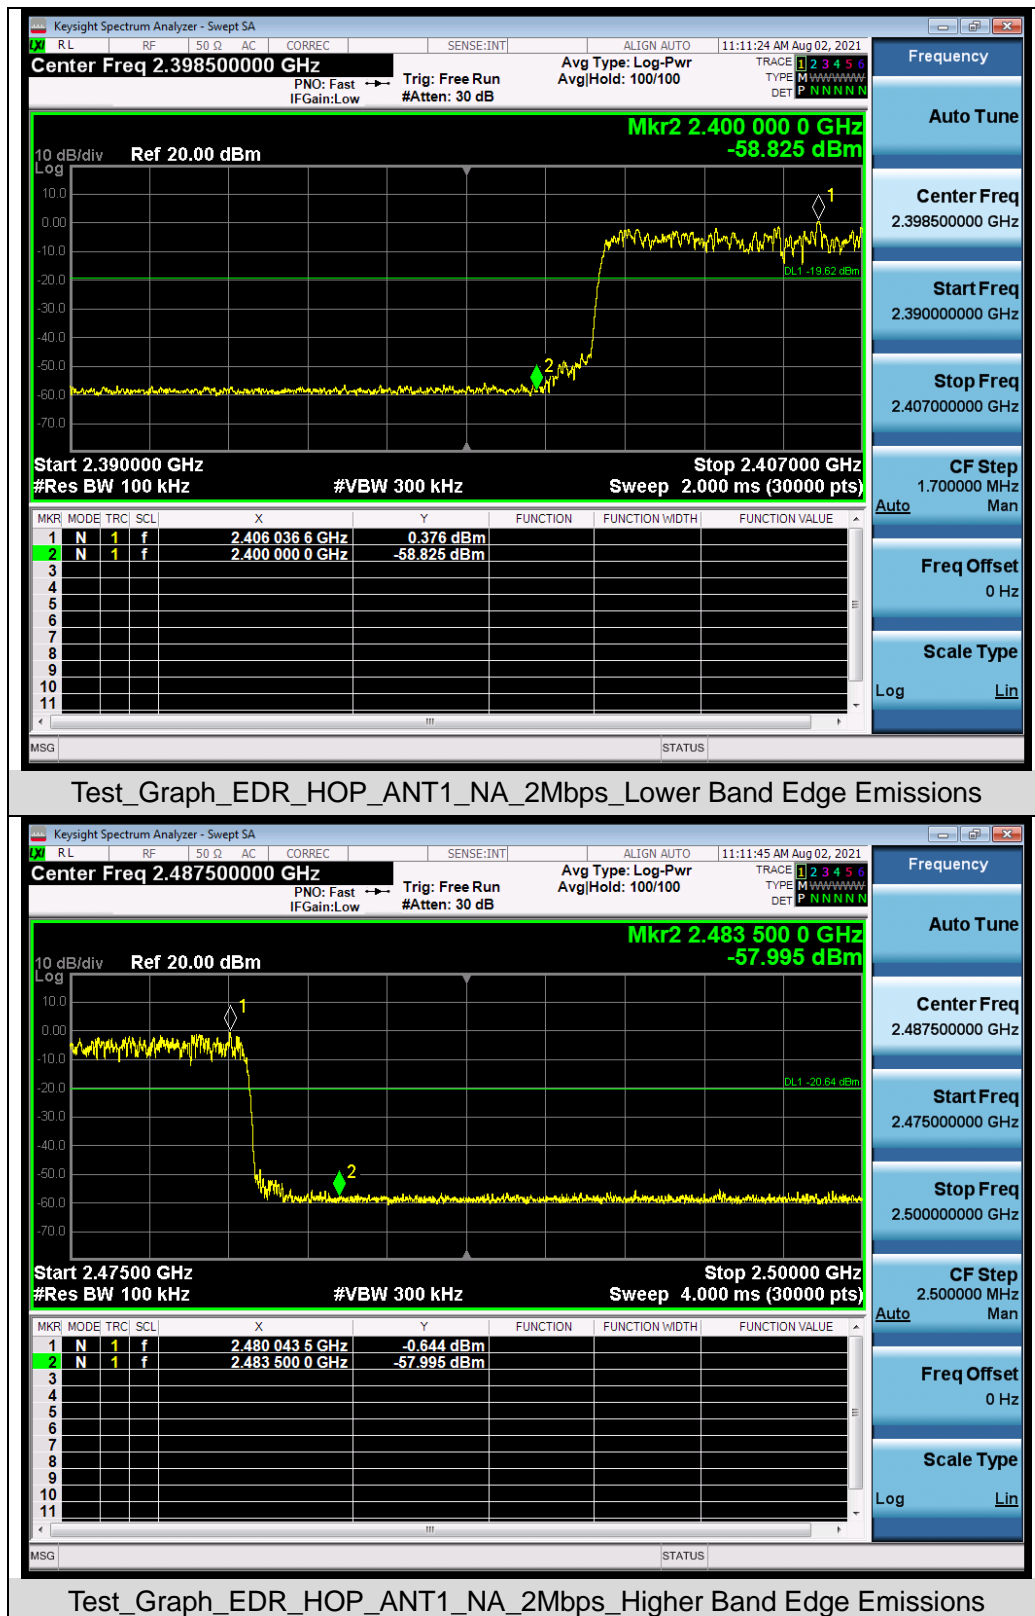 Keysight Spectrum Analyzer - Swept SA
LXI RL RF 50 Ω AC CORREC SENSE:INT ALIGN AUTO 11:11:24 AM Aug 02, 2021
Center Freq 2.398500000 GHz
PNO: Fast
IFGain:Low
Trig: Free Run
#Atten: 30 dB
Avg Type: Log-Pwr
Avg|Hold: 100/100
TRACE 1 2 3 4 5 6
TYPE M WWWWW
DET P N N N N N
Mkr2 2.400 000 0 GHz
-58.825 dBm
10 dB/div Ref 20.00 dBm
Log
10.0
0.00
-10.0
-20.0
-30.0
-40.0
-50.0
-60.0
-70.0
1
DL1 -19.62 dBm
2
Start 2.390000 GHz Stop 2.407000 GHz
#Res BW 100 kHz #VBW 300 kHz Sweep 2.000 ms (30000 pts)
MKR MODE TRC SCL X Y FUNCTION FUNCTION WIDTH FUNCTION VALUE
1 N 1 f 2.406 036 6 GHz 0.376 dBm
2 N 1 f 2.400 000 0 GHz -58.825 dBm
3
4
5
6
7
8
9
10
11
MSG STATUS
Frequency
Auto Tune
Center Freq
2.398500000 GHz
Start Freq
2.390000000 GHz
Stop Freq
2.407000000 GHz
CF Step
1.700000 MHz
Auto Man
Freq Offset
0 Hz
Scale Type
Log Lin
Test_Graph_EDR_HOP_ANT1_NA_2Mbps_Lower Band Edge Emissions
Keysight Spectrum Analyzer - Swept SA
LXI RL RF 50 Ω AC CORREC SENSE:INT ALIGN AUTO 11:11:45 AM Aug 02, 2021
Center Freq 2.487500000 GHz
PNO: Fast
IFGain:Low
Trig: Free Run
#Atten: 30 dB
Avg Type: Log-Pwr
Avg|Hold: 100/100
TRACE 1 2 3 4 5 6
TYPE M WWWWW
DET P N N N N N
Mkr2 2.483 500 0 GHz
-57.995 dBm
10 dB/div Ref 20.00 dBm
Log
10.0
0.00
-10.0
-20.0
-30.0
-40.0
-50.0
-60.0
-70.0
1
DL1 -20.64 dBm
2
Start 2.47500 GHz Stop 2.50000 GHz
#Res BW 100 kHz #VBW 300 kHz Sweep 4.000 ms (30000 pts)
MKR MODE TRC SCL X Y FUNCTION FUNCTION WIDTH FUNCTION VALUE
1 N 1 f 2.480 043 5 GHz -0.644 dBm
2 N 1 f 2.483 500 0 GHz -57.995 dBm
3
4
5
6
7
8
9
10
11
MSG STATUS
Frequency
Auto Tune
Center Freq
2.487500000 GHz
Start Freq
2.475000000 GHz
Stop Freq
2.500000000 GHz
CF Step
2.500000 MHz
Auto Man
Freq Offset
0 Hz
Scale Type
Log Lin
Test_Graph_EDR_HOP_ANT1_NA_2Mbps_Higher Band Edge Emissions